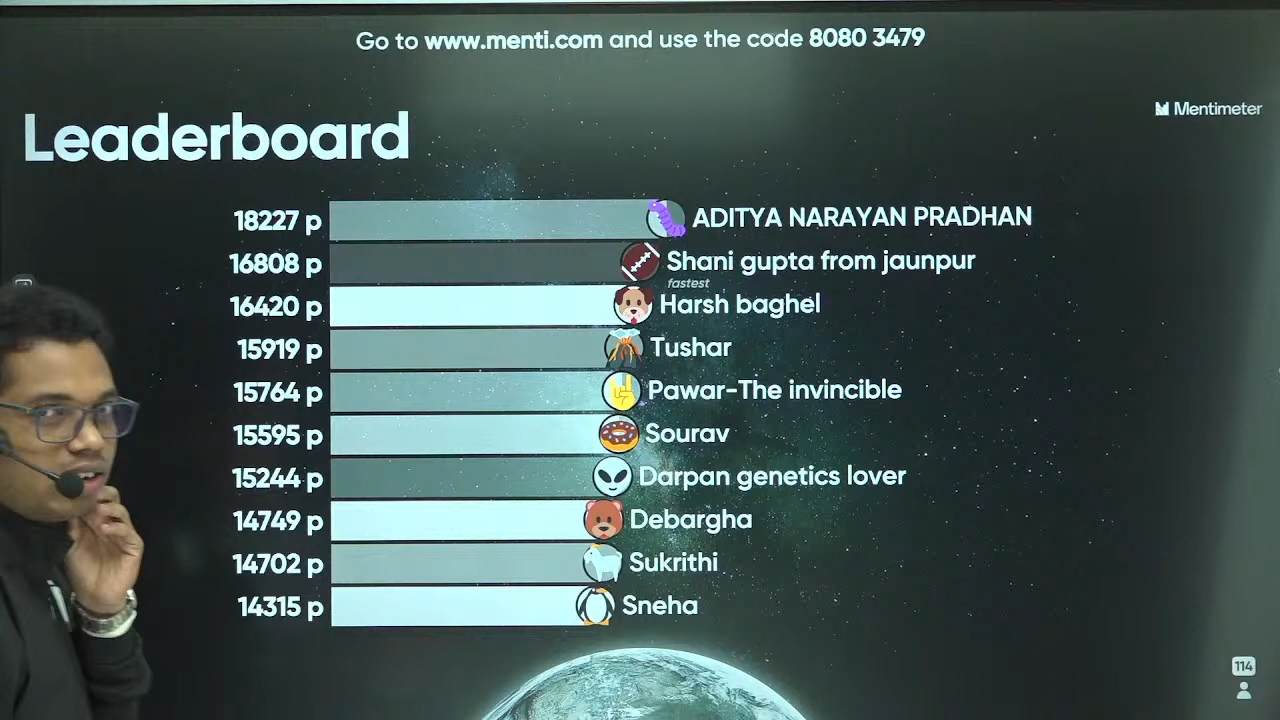 Go to www.menti.com and use the code 8080 3479
Mentimeter
Leaderboard
18227 p ADITYA NARAYAN PRADHAN
16808 p Shani gupta from jaunpur
fastest
16420 p Harsh baghel
15919 p Tushar
15764 p Pawar-The invincible
15595 p Sourav
15244 p Darpan genetics lover
14749 p Debargha
14702 p Sukrithi
14315 p Sneha
114